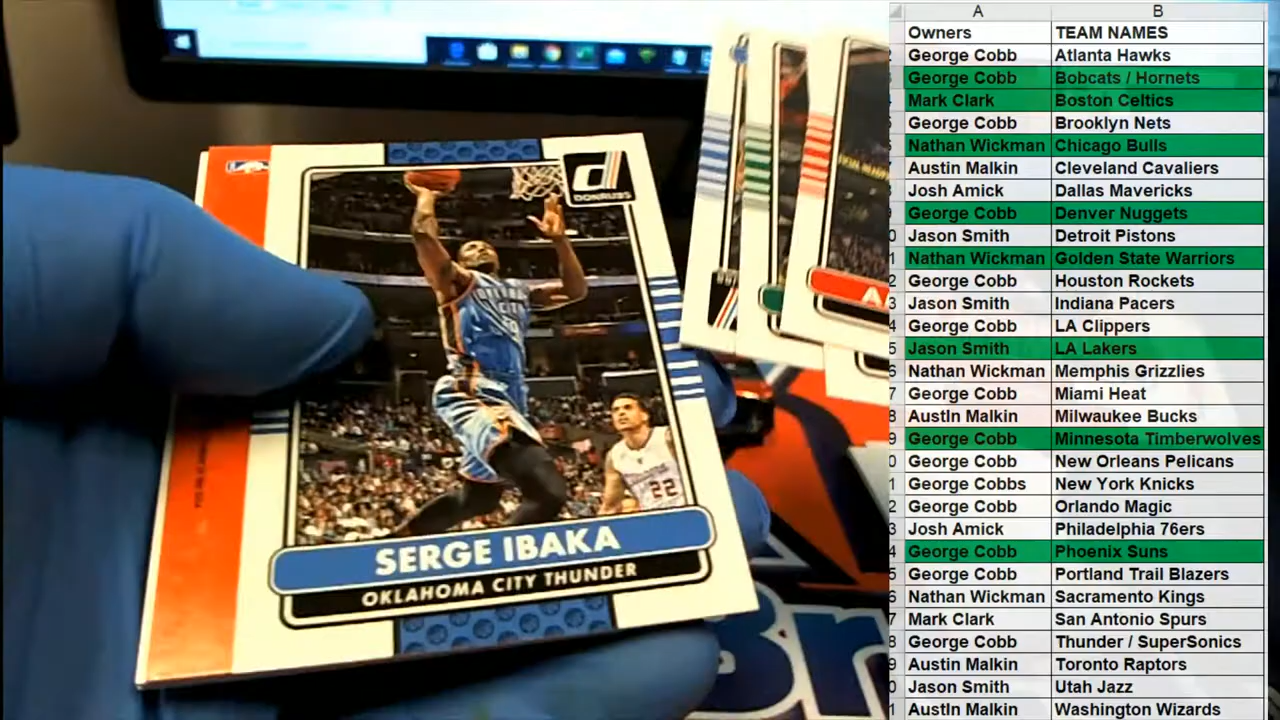 DONRUSS
22
SERGE IBAKA
OKLAHOMA CITY THUNDER
A B
Owners TEAM NAMES
George Cobb Atlanta Hawks
George Cobb Bobcats / Hornets
Mark Clark Boston Celtics
George Cobb Brooklyn Nets
Nathan Wickman Chicago Bulls
Austin Malkin Cleveland Cavaliers
Josh Amick Dallas Mavericks
George Cobb Denver Nuggets
Jason Smith Detroit Pistons
Nathan Wickman Golden State Warriors
George Cobb Houston Rockets
Jason Smith Indiana Pacers
George Cobb LA Clippers
Jason Smith LA Lakers
Nathan Wickman Memphis Grizzlies
George Cobb Miami Heat
AustIn Malkin Milwaukee Bucks
George Cobb Minnesota Timberwolves
George Cobb New Orleans Pelicans
George Cobbs New York Knicks
George Cobb Orlando Magic
Josh Amick Philadelphia 76ers
George Cobb Phoenix Suns
George Cobb Portland Trail Blazers
Nathan Wickman Sacramento Kings
Mark Clark San Antonio Spurs
George Cobb Thunder / SuperSonics
Austin Malkin Toronto Raptors
Jason Smith Utah Jazz
AustIn Malkin Washington Wizards